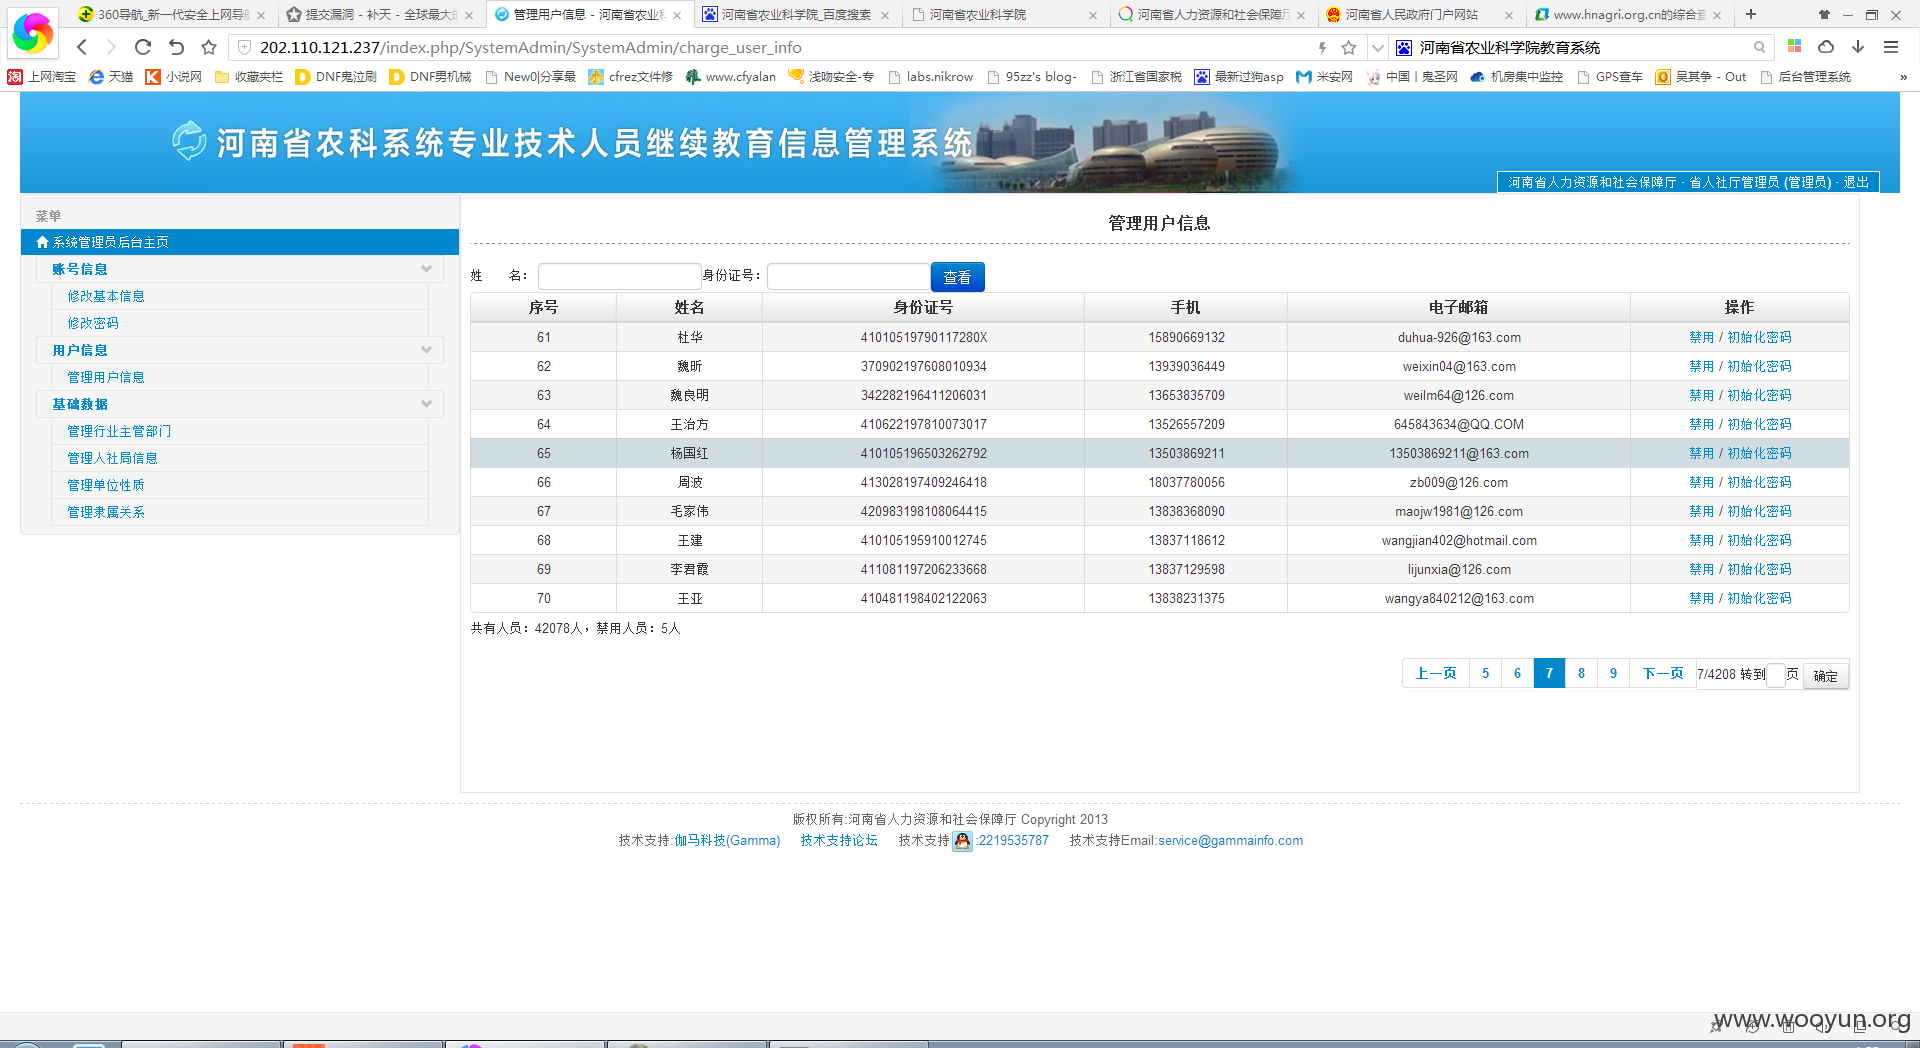 360导航_新一代安全上网导航
提交漏洞 - 补天 - 全球最大的
管理用户信息 - 河南省农业科
河南省农业科学院_百度搜索
河南省农业科学院
河南省人力资源和社会保障厅
河南省人民政府门户网站
www.hnagri.org.cn的综合查
202.110.121.237/index.php/SystemAdmin/SystemAdmin/charge_user_info
河南省农业科学院教育系统
上网淘宝 天猫 小说网 收藏夹栏 DNF鬼泣刷 DNF男机械 New0|分享最 cfrez文件修 www.cfyalan 浅吻安全-专 labs.nikrow 95zz's blog- 浙江省国家税 最新过狗asp 米安网 中国丨鬼圣网 机房集中监控 GPS查车 吴其争 - Out 后台管理系统 »
河南省农科系统专业技术人员继续教育信息管理系统
河南省人力资源和社会保障厅 · 省人社厅管理员 (管理员) · 退出
菜单
系统管理员后台主页
账号信息
修改基本信息
修改密码
用户信息
管理用户信息
基础数据
管理行业主管部门
管理人社局信息
管理单位性质
管理隶属关系
管理用户信息
姓 名： 身份证号： 查看
序号 姓名 身份证号 手机 电子邮箱 操作
61 杜华 41010519790117280X 15890669132 duhua-926@163.com 禁用 / 初始化密码
62 魏昕 370902197608010934 13939036449 weixin04@163.com 禁用 / 初始化密码
63 魏良明 342282196411206031 13653835709 weilm64@126.com 禁用 / 初始化密码
64 王治方 410622197810073017 13526557209 645843634@QQ.COM 禁用 / 初始化密码
65 杨国红 410105196503262792 13503869211 13503869211@163.com 禁用 / 初始化密码
66 周波 413028197409246418 18037780056 zb009@126.com 禁用 / 初始化密码
67 毛家伟 420983198108064415 13838368090 maojw1981@126.com 禁用 / 初始化密码
68 王建 410105195910012745 13837118612 wangjian402@hotmail.com 禁用 / 初始化密码
69 李君霞 411081197206233668 13837129598 lijunxia@126.com 禁用 / 初始化密码
70 王亚 410481198402122063 13838231375 wangya840212@163.com 禁用 / 初始化密码
共有人员：42078人，禁用人员：5人
上一页 5 6 7 8 9 下一页 7/4208 转到 页 确定
版权所有:河南省人力资源和社会保障厅 Copyright 2013
技术支持:伽马科技(Gamma) 技术支持论坛 技术支持 :2219535787 技术支持Email:service@gammainfo.com
www.wooyun.org